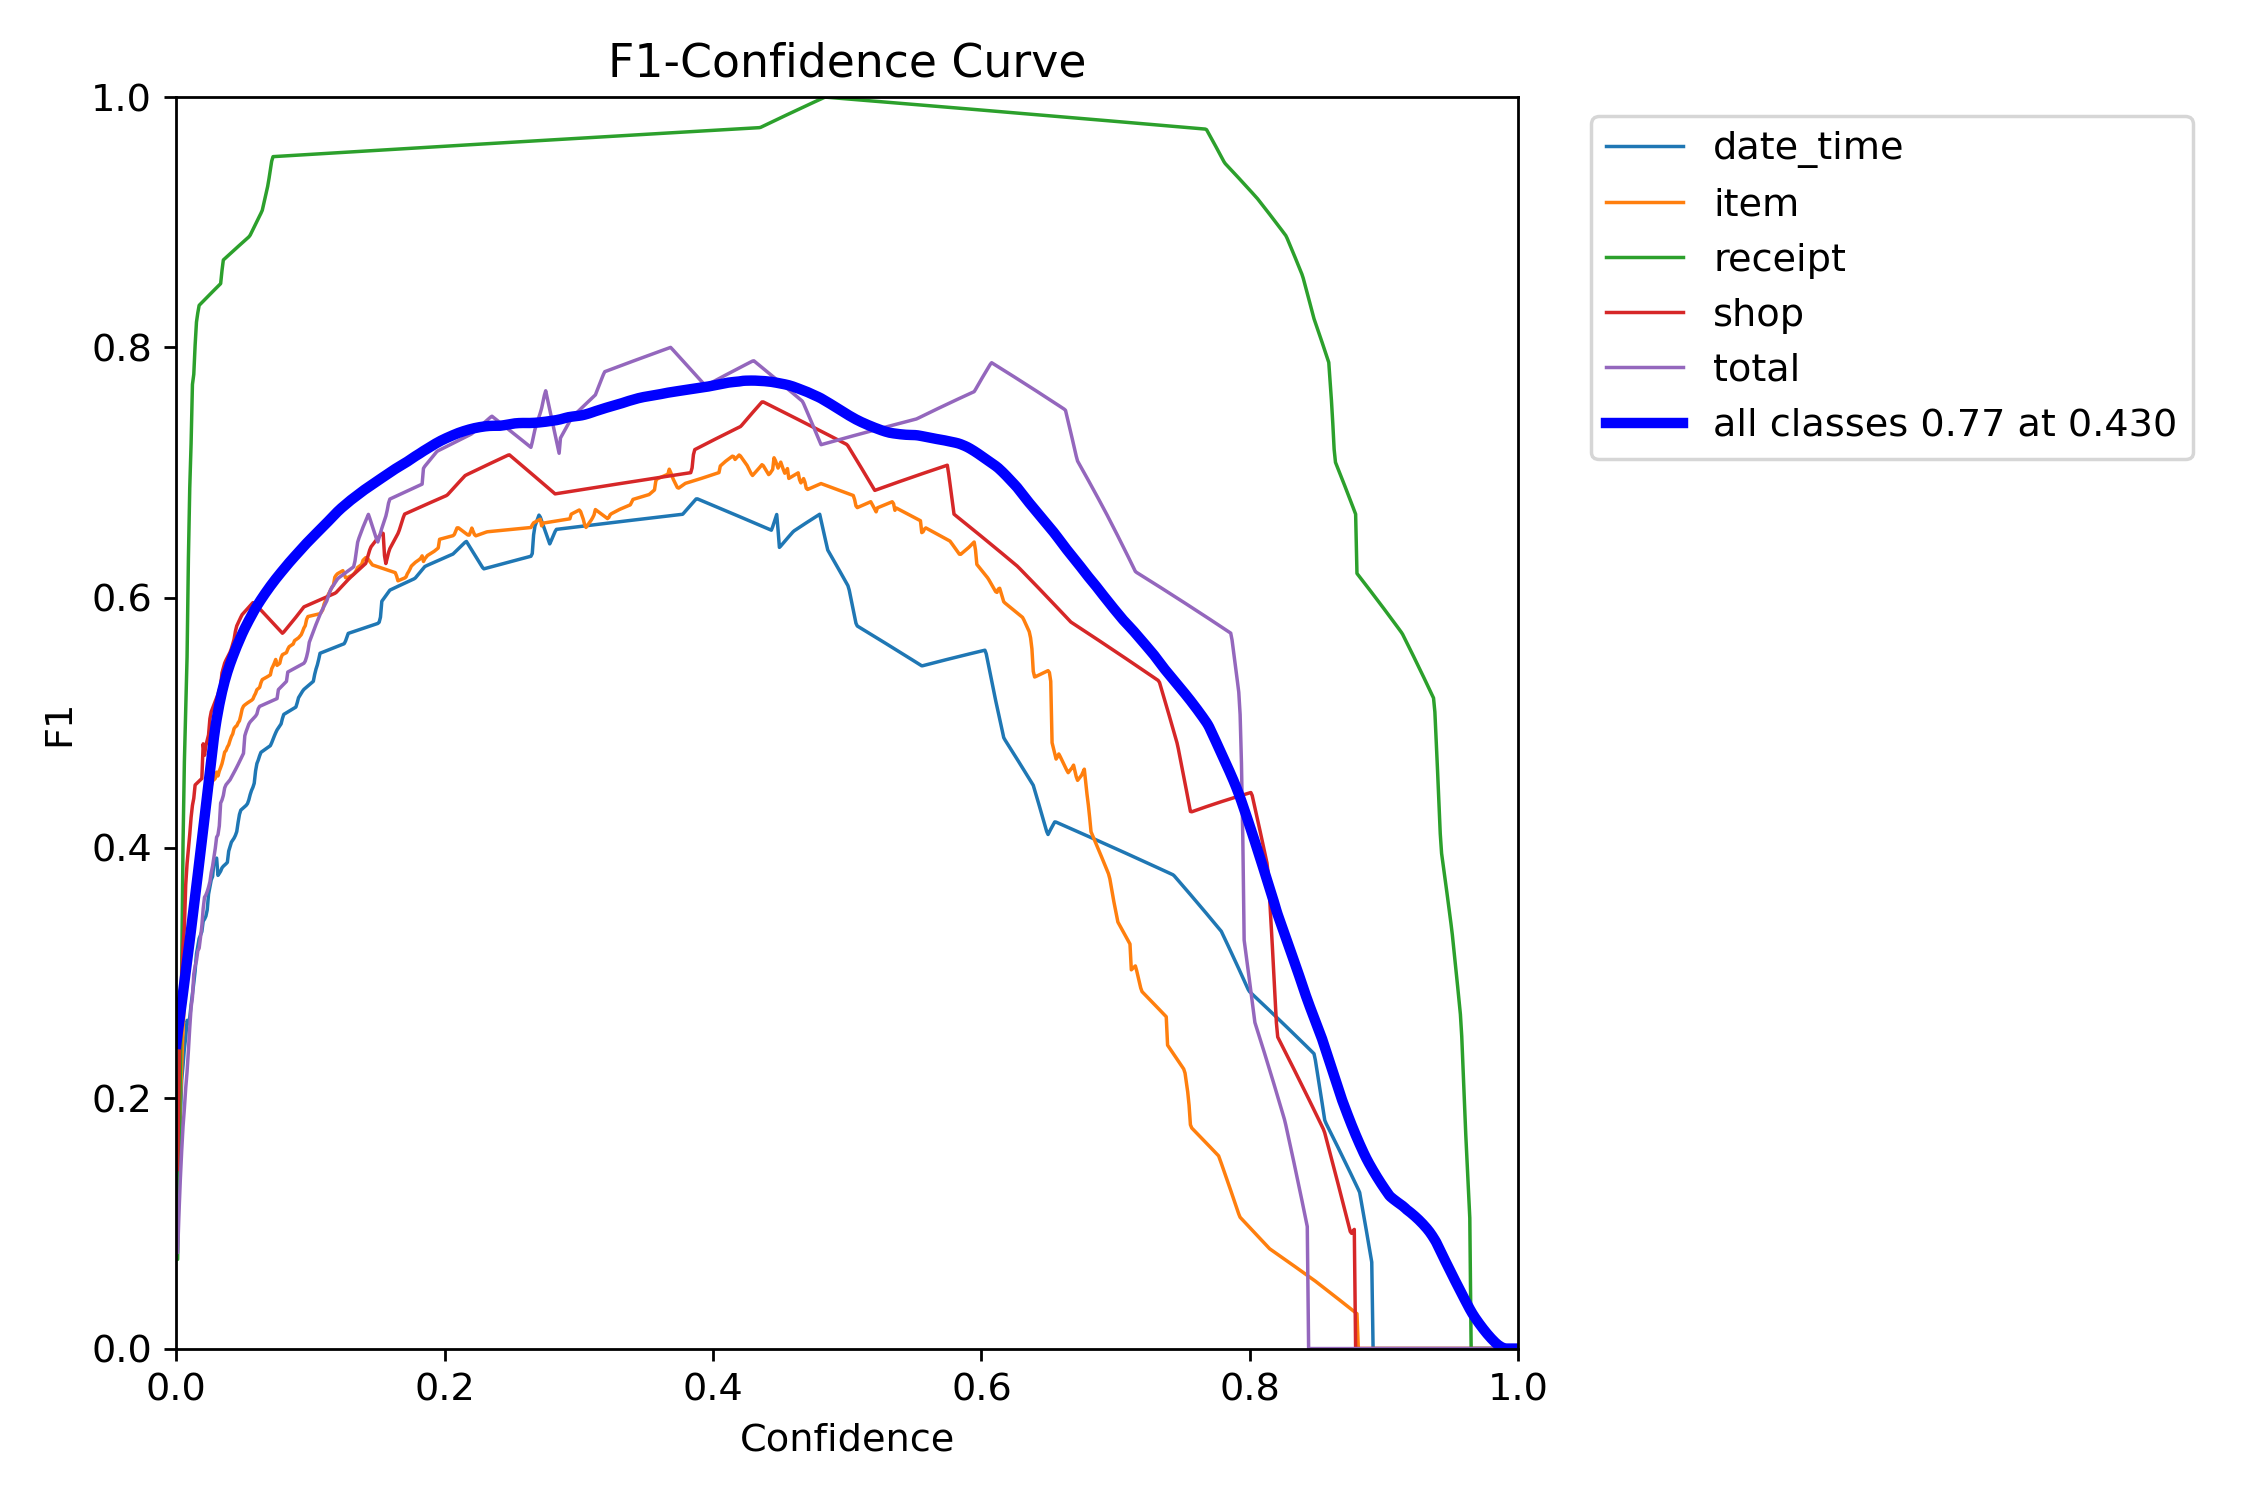 F1-Confidence Curve
1.0
0.8
0.6
0.4
0.2
0.0
F1
0.0 0.2 0.4 0.6 0.8 1.0
Confidence
date_time
item
receipt
shop
total
all classes 0.77 at 0.430